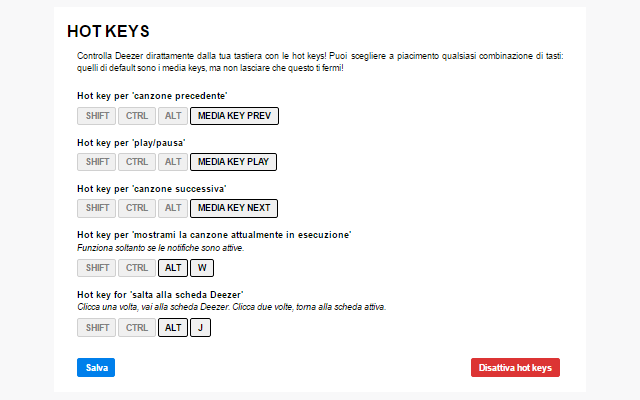 HOT KEYS
Controlla Deezer dirattamente dalla tua tastiera con le hot keys! Puoi scegliere a piacimento qualsiasi combinazione di tasti:
quelli di default sono i media keys, ma non lasciare che questo ti fermi!
Hot key per 'canzone precedente'
SHIFT CTRL ALT MEDIA KEY PREV
Hot key per 'play/pausa'
SHIFT CTRL ALT MEDIA KEY PLAY
Hot key per 'canzone successiva'
SHIFT CTRL ALT MEDIA KEY NEXT
Hot key per 'mostrami la canzone attualmente in esecuzione'
Funziona soltanto se le notifiche sono attive.
SHIFT CTRL ALT W
Hot key for 'salta alla scheda Deezer'
Clicca una volta, vai alla scheda Deezer. Clicca due volte, torna alla scheda attiva.
SHIFT CTRL ALT J
Salva Disattiva hot keys